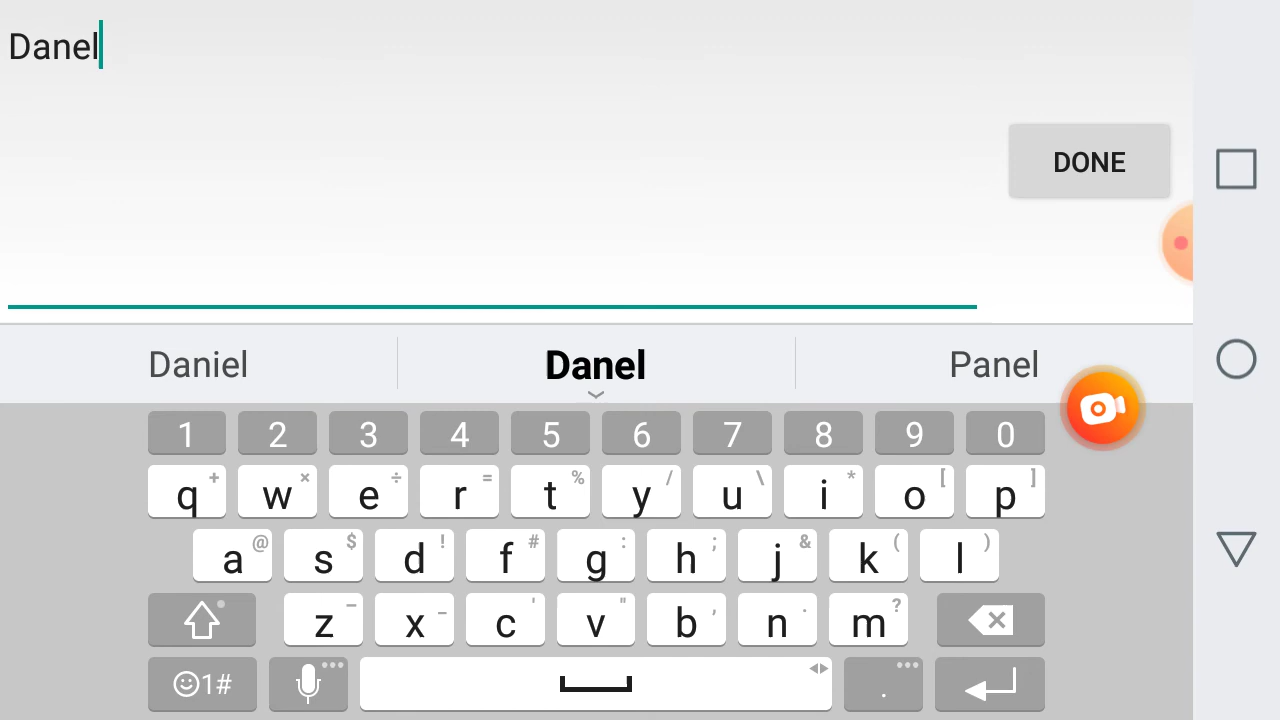 Danel
DONE
Daniel Danel Panel
1 2 3 4 5 6 7 8 9 0
q + w × e ÷ r = t % y / u \ i * o [ p ]
a @ s $ d ! f # g : h ; j & k ( l )
z – x _ c ' v " b , n . m ?
1# .